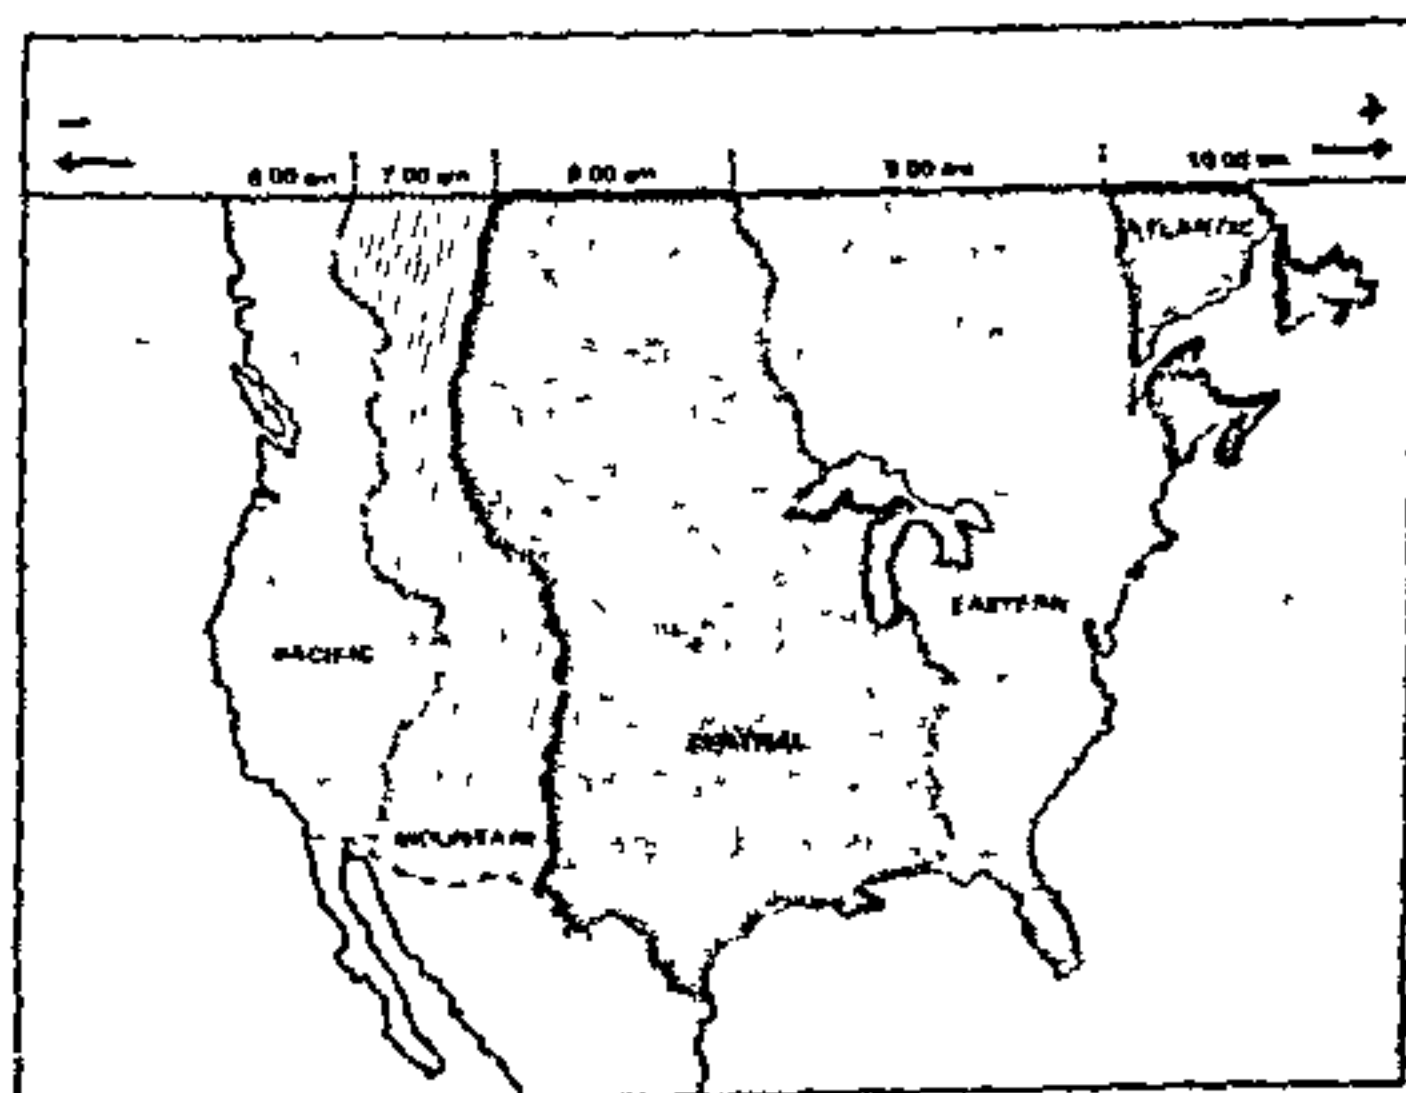 −
+
6 00 am 7 00 am 8 00 am 9 00 am 10 00 am
ATLANTIC
EASTERN
PACIFIC
CENTRAL
MOUNTAIN